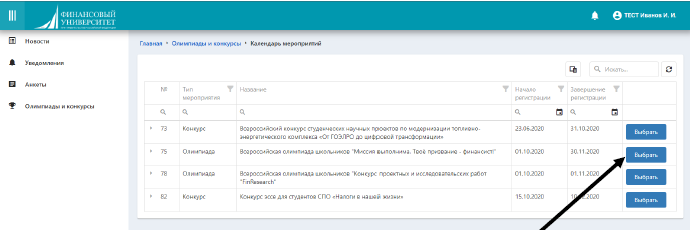 ФИНАНСОВЫЙ
УНИВЕРСИТЕТ
ТЕСТ Иванов И. И.
Новости
Уведомления
Анкеты
Олимпиады и конкурсы
Главная • Олимпиады и конкурсы • Календарь мероприятий
Искать...
№ Тип мероприятия Название Начало регистрации Завершение регистрации
73 Конкурс Всероссийский конкурс студенческих научных проектов по модернизации топливно-
энергетического комплекса «От ГОЭЛРО до цифровой трансформации» 23.06.2020 31.10.2020 Выбрать
75 Олимпиада Всероссийская олимпиада школьников "Миссия выполнима. Твоё призвание - финансист!" 01.10.2020 30.11.2020 Выбрать
78 Олимпиада Всероссийская олимпиада школьников "Конкурс проектных и исследовательских работ
"FinResearch" 01.10.2020 01.11.2020 Выбрать
82 Конкурс Конкурс эссе для студентов СПО «Налоги в нашей жизни» 15.10.2020 Выбрать